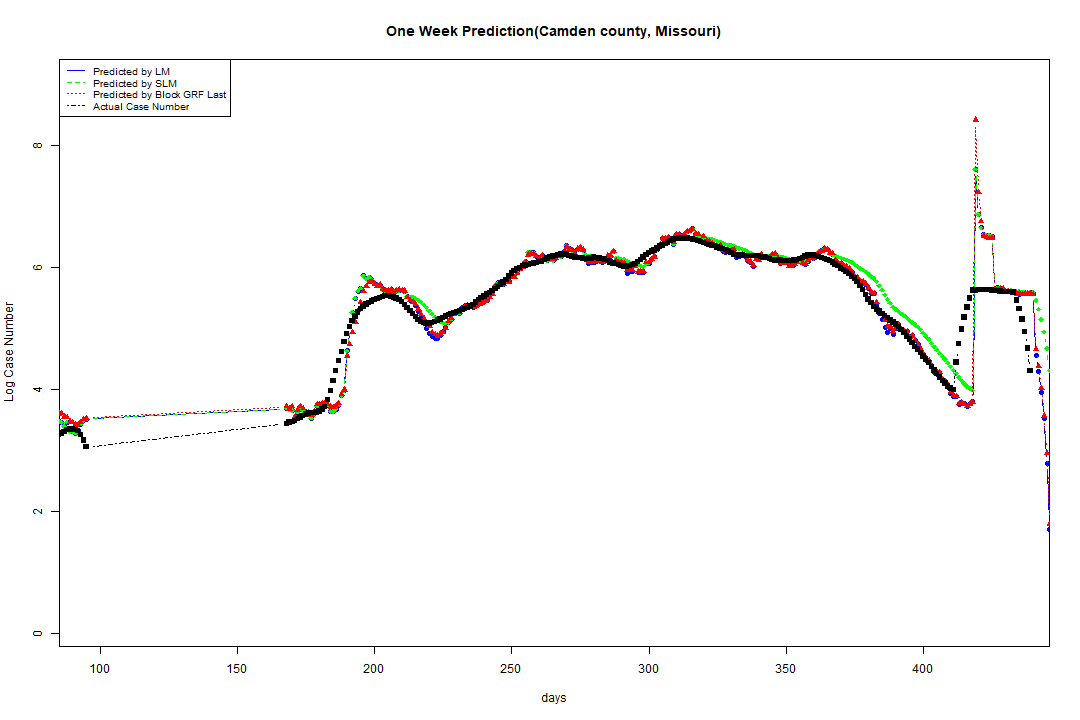 One Week Prediction(Camden county, Missouri)
Predicted by LM
Predicted by SLM
Predicted by Block GRF Last
Actual Case Number
8
6
4
2
0
Log Case Number
100 150 200 250 300 350 400
days